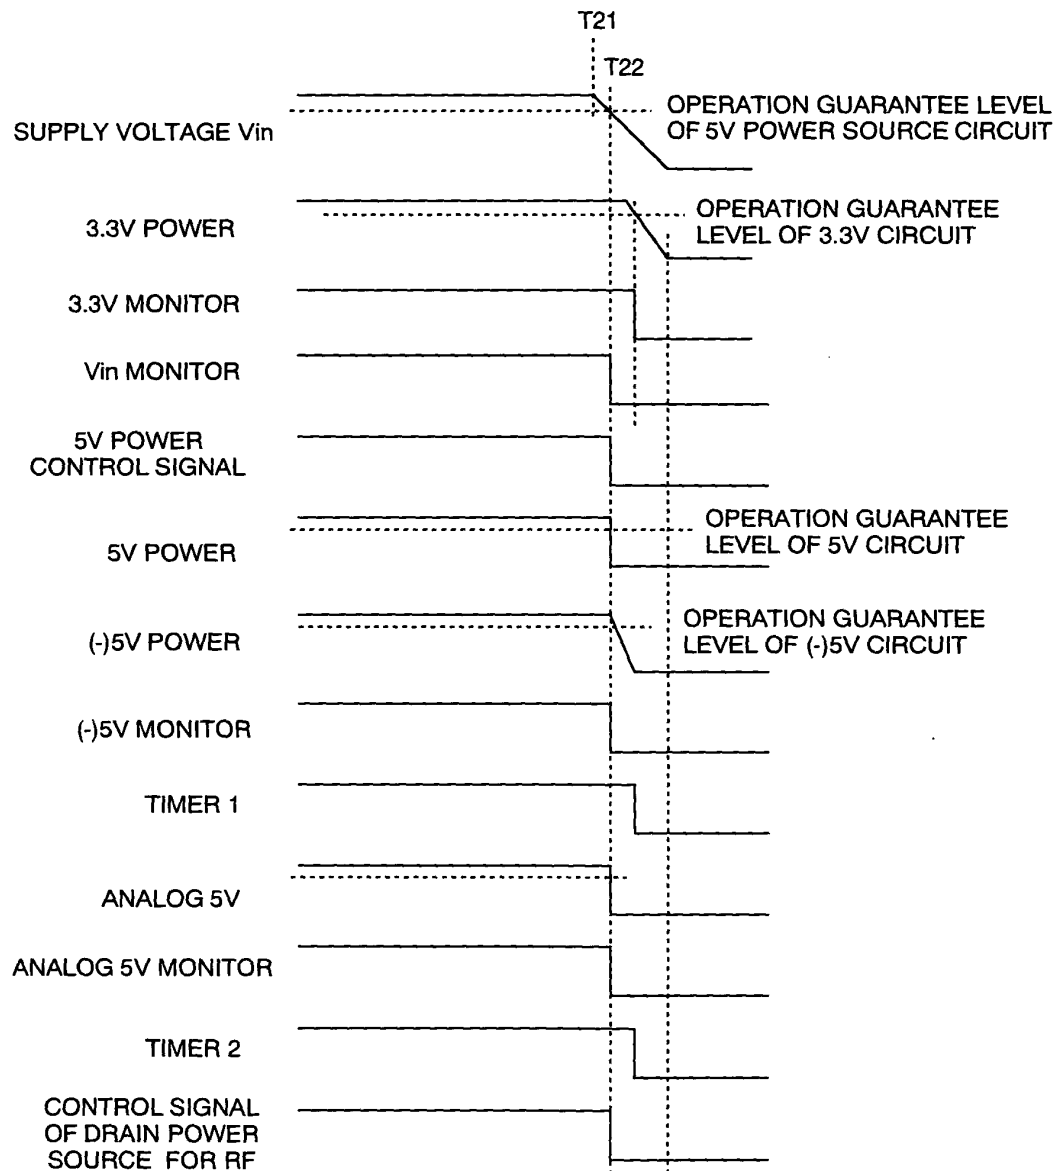 T21
T22
SUPPLY VOLTAGE Vin
OPERATION GUARANTEE LEVEL
OF 5V POWER SOURCE CIRCUIT
3.3V POWER
OPERATION GUARANTEE
LEVEL OF 3.3V CIRCUIT
3.3V MONITOR
Vin MONITOR
5V POWER
CONTROL SIGNAL
5V POWER
OPERATION GUARANTEE
LEVEL OF 5V CIRCUIT
(-)5V POWER
OPERATION GUARANTEE
LEVEL OF (-)5V CIRCUIT
(-)5V MONITOR
TIMER 1
ANALOG 5V
ANALOG 5V MONITOR
TIMER 2
CONTROL SIGNAL
OF DRAIN POWER
SOURCE FOR RF